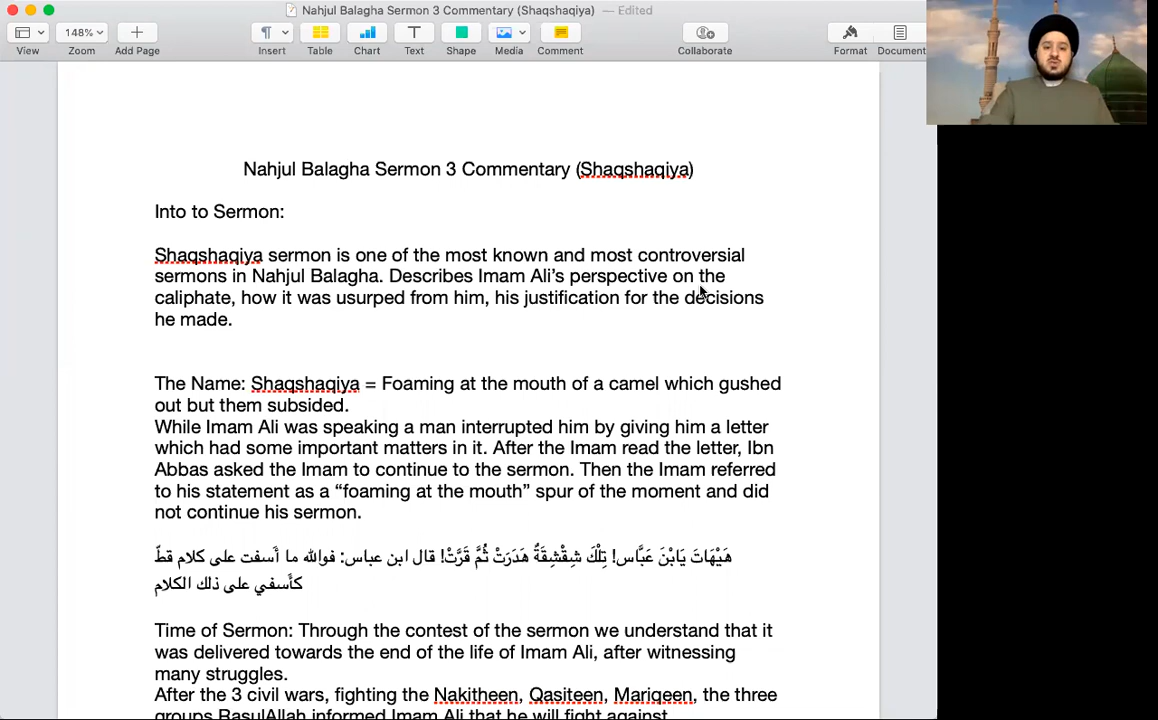 Nahjul Balagha Sermon 3 Commentary (Shaqshaqiya) — Edited
148%
View
Zoom
Add Page
Insert
Table
Chart
Text
Shape
Media
Comment
Collaborate
Format
Document
Nahjul Balagha Sermon 3 Commentary (Shaqshaqiya)
Into to Sermon:
Shaqshaqiya sermon is one of the most known and most controversial
sermons in Nahjul Balagha. Describes Imam Ali’s perspective on the
caliphate, how it was usurped from him, his justification for the decisions
he made.
The Name: Shaqshaqiya = Foaming at the mouth of a camel which gushed
out but them subsided.
While Imam Ali was speaking a man interrupted him by giving him a letter
which had some important matters in it. After the Imam read the letter, Ibn
Abbas asked the Imam to continue to the sermon. Then the Imam referred
to his statement as a “foaming at the mouth” spur of the moment and did
not continue his sermon.
هَيْهَاتَ يَابْنَ عَبَّاس! تِلْكَ شِقْشِقَةٌ هَدَرَتْ ثُمَّ قَرَّتْ! قال ابن عباس: فوالله ما أسفت على كلام قطّ
كأسفي على ذلك الكلام
Time of Sermon: Through the contest of the sermon we understand that it
was delivered towards the end of the life of Imam Ali, after witnessing
many struggles.
After the 3 civil wars, fighting the Nakitheen, Qasiteen, Mariqeen, the three
groups RasulAllah informed Imam Ali that he will fight against.